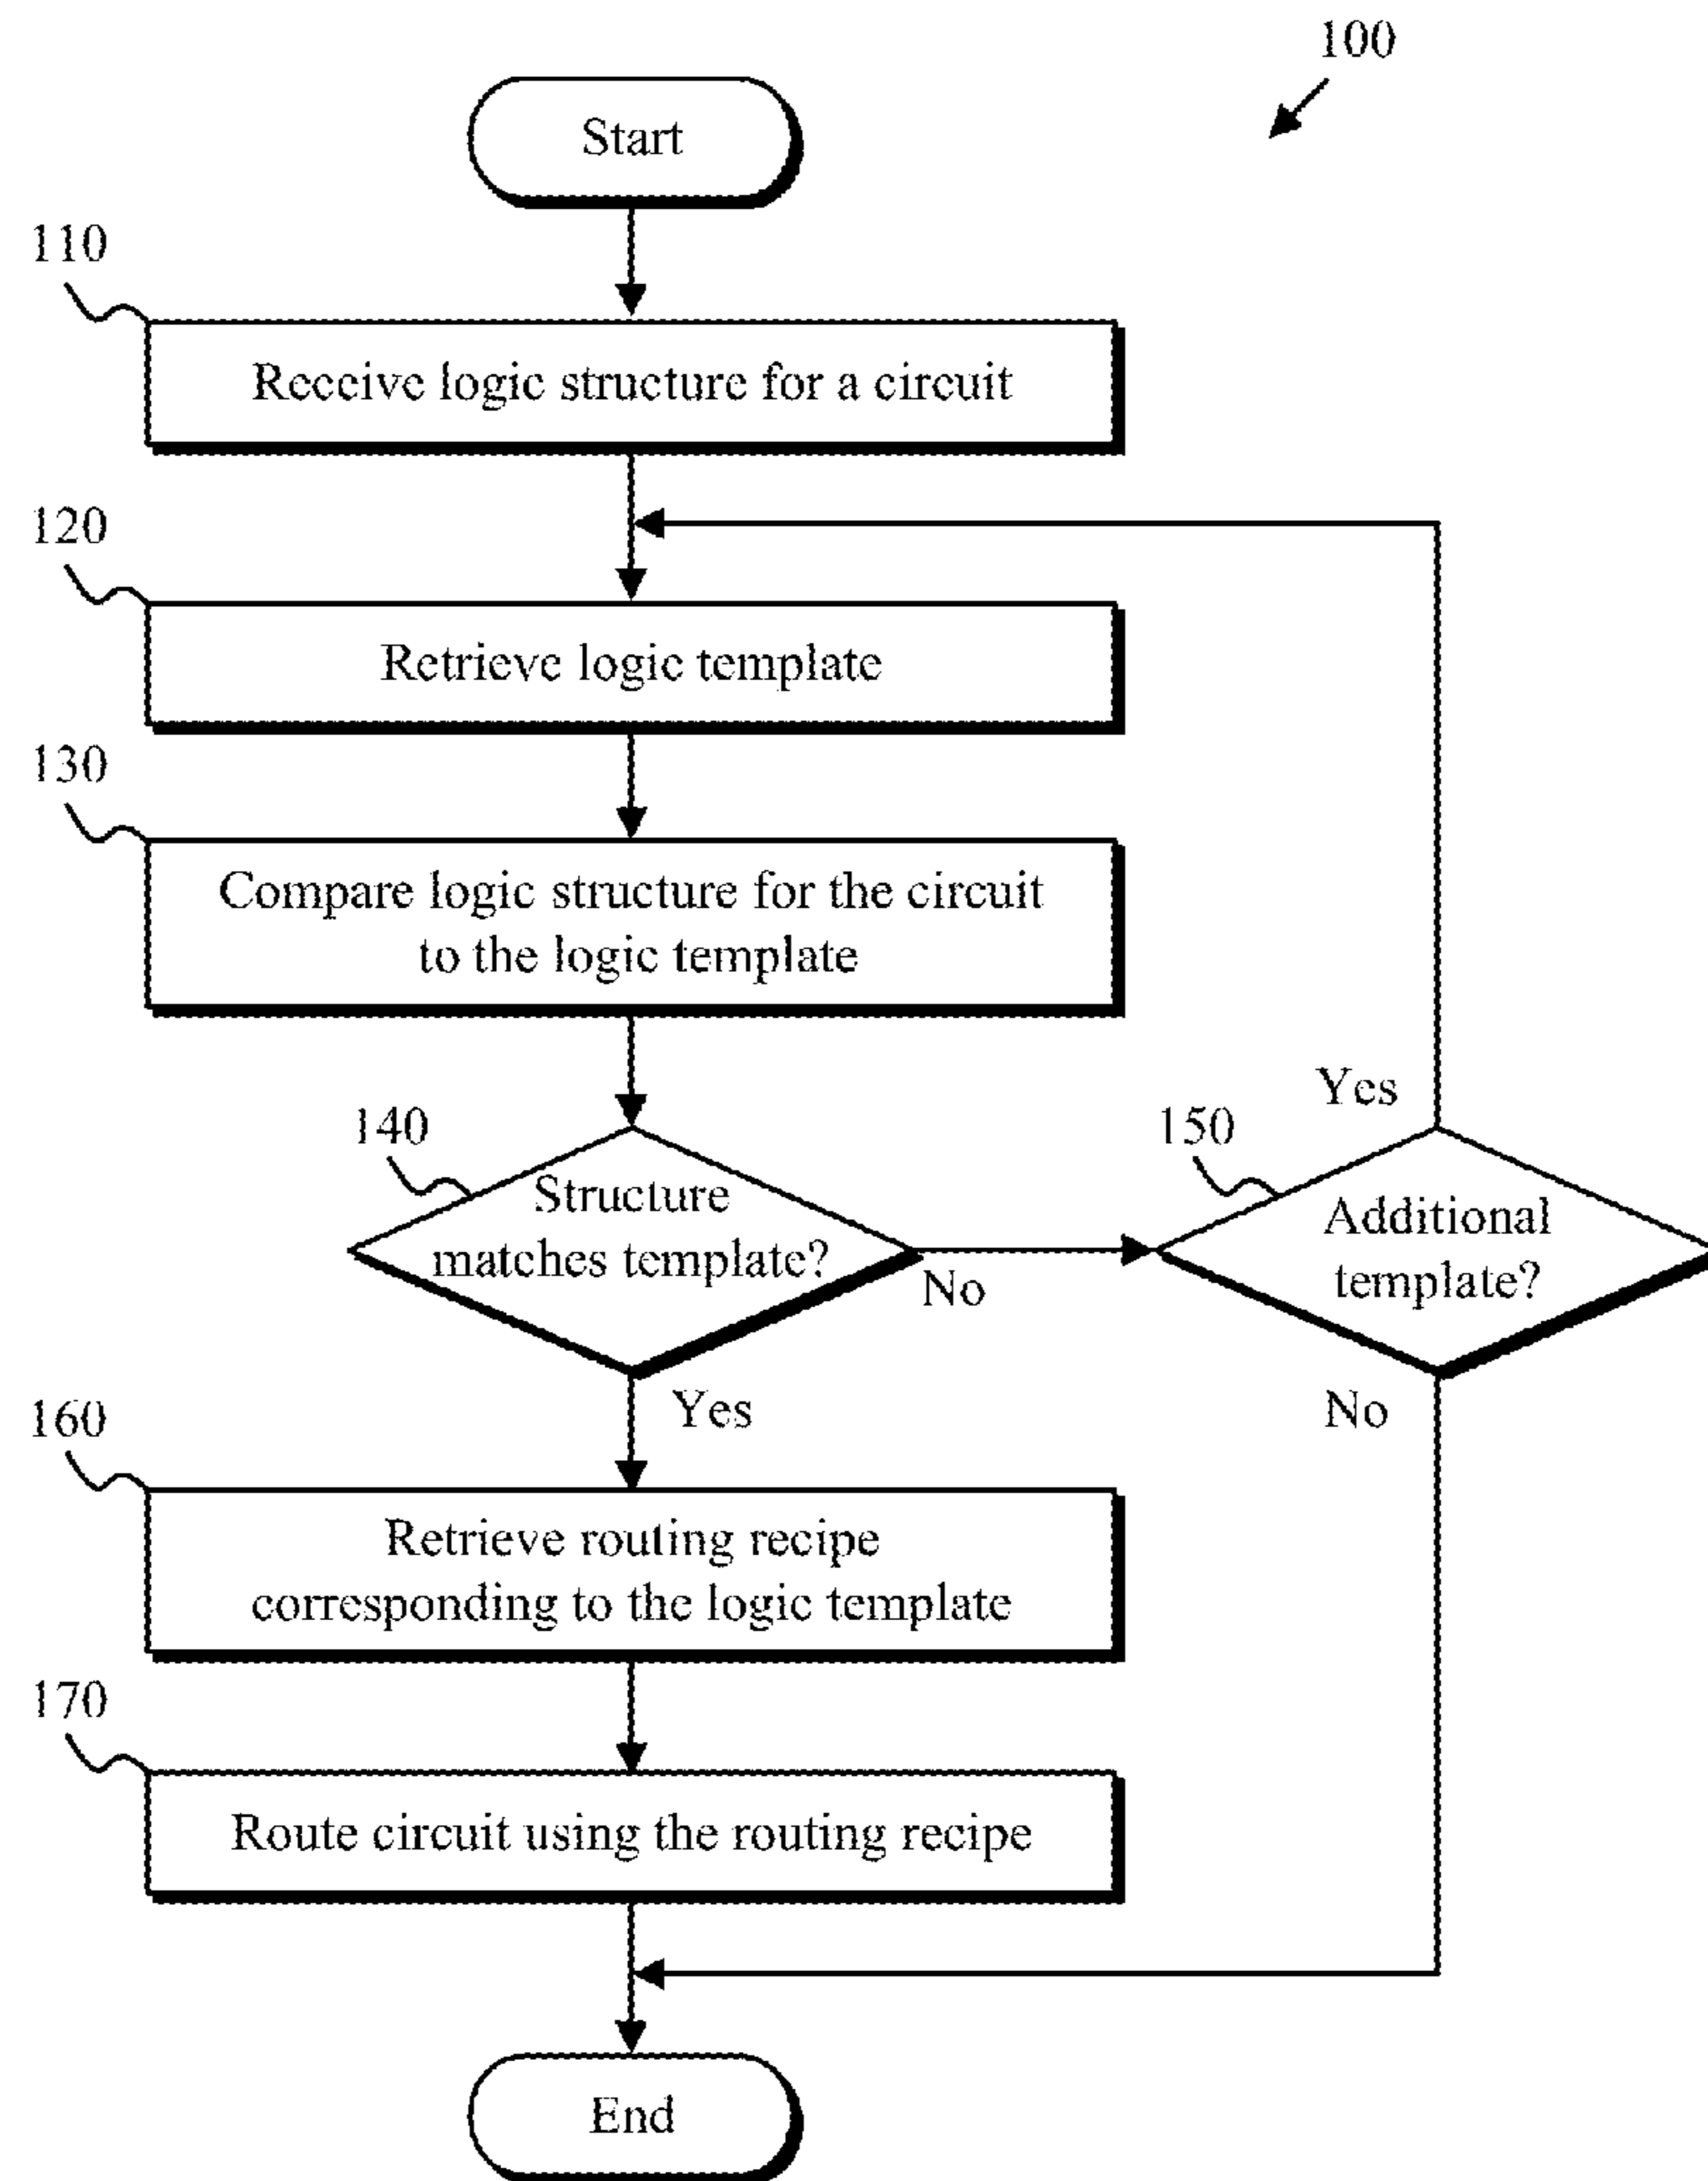 100
Start
110
Receive logic structure for a circuit
120
Retrieve logic template
130
Compare logic structure for the circuit
to the logic template
140
Structure
matches template?
No
Yes
150
Additional
template?
Yes
No
160
Retrieve routing recipe
corresponding to the logic template
170
Route circuit using the routing recipe
End